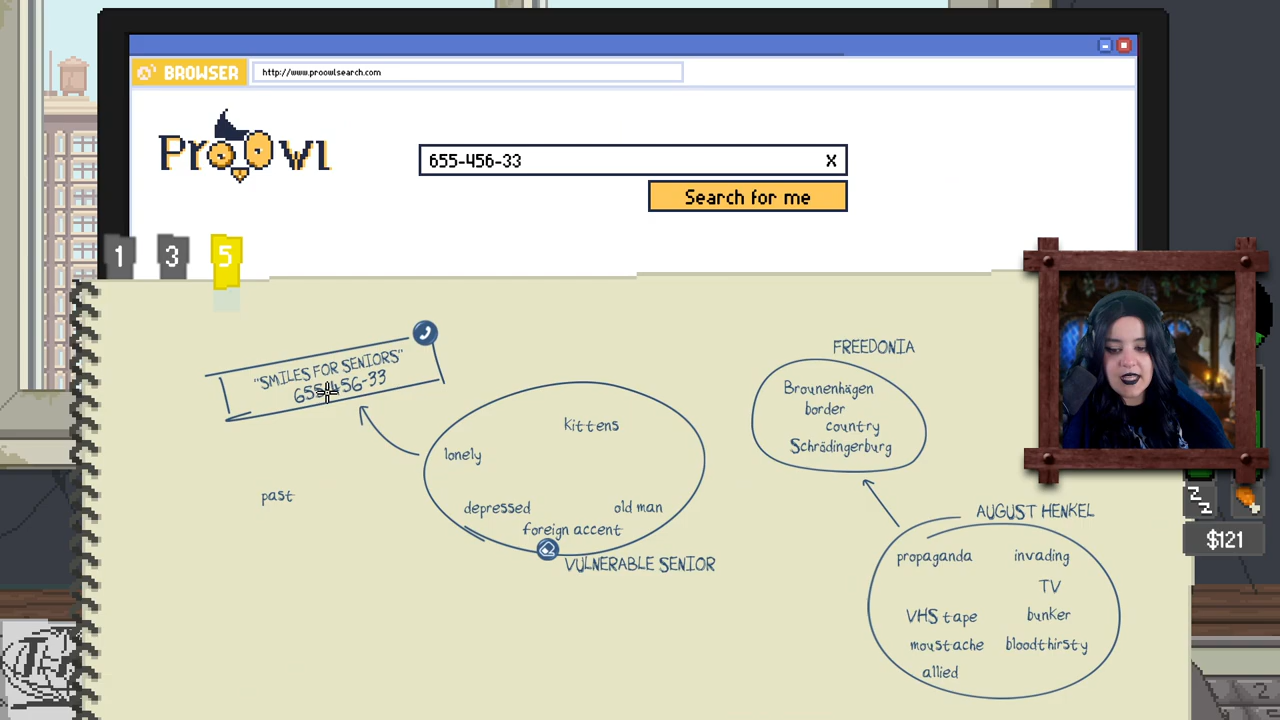 BROWSER
http://www.proowlsearch.com
PrOOwl
655-456-33
X
Search for me
1
3
5
"SMILES FOR SENIORS"
655-456-33
FREEDONIA
Brounenhägen
border
country
Schrödingerburg
kittens
lonely
past
depressed
old man
foreign accent
VULNERABLE SENIOR
AUGUST HENKEL
propaganda
invading
TV
VHS tape
bunker
moustache
bloodthirsty
allied
$121